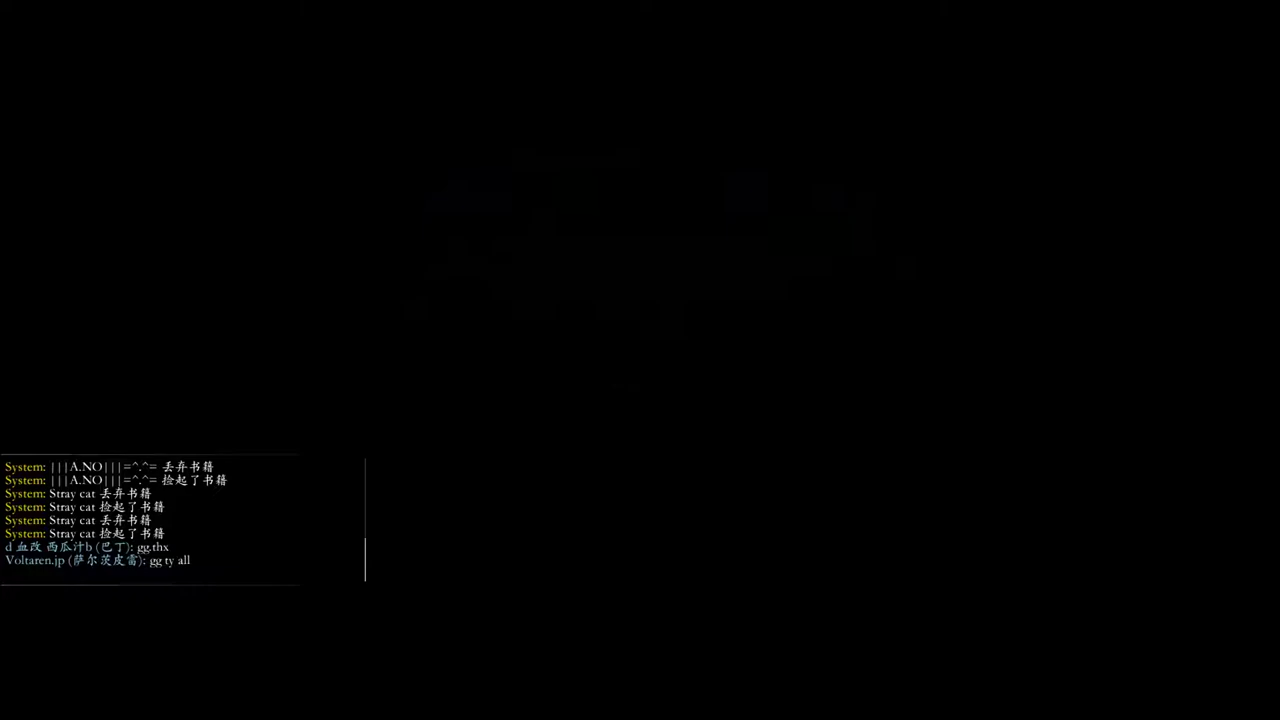 System: |||A.NO|||=^.^= 丢弃书籍
System: |||A.NO|||=^.^= 捡起了书籍
System: Stray cat 丢弃书籍
System: Stray cat 捡起了书籍
System: Stray cat 丢弃书籍
System: Stray cat 捡起了书籍
d 血改 西瓜汁b (巴丁): gg.thx
Voltaren.jp (萨尔茨皮雷): gg ty all